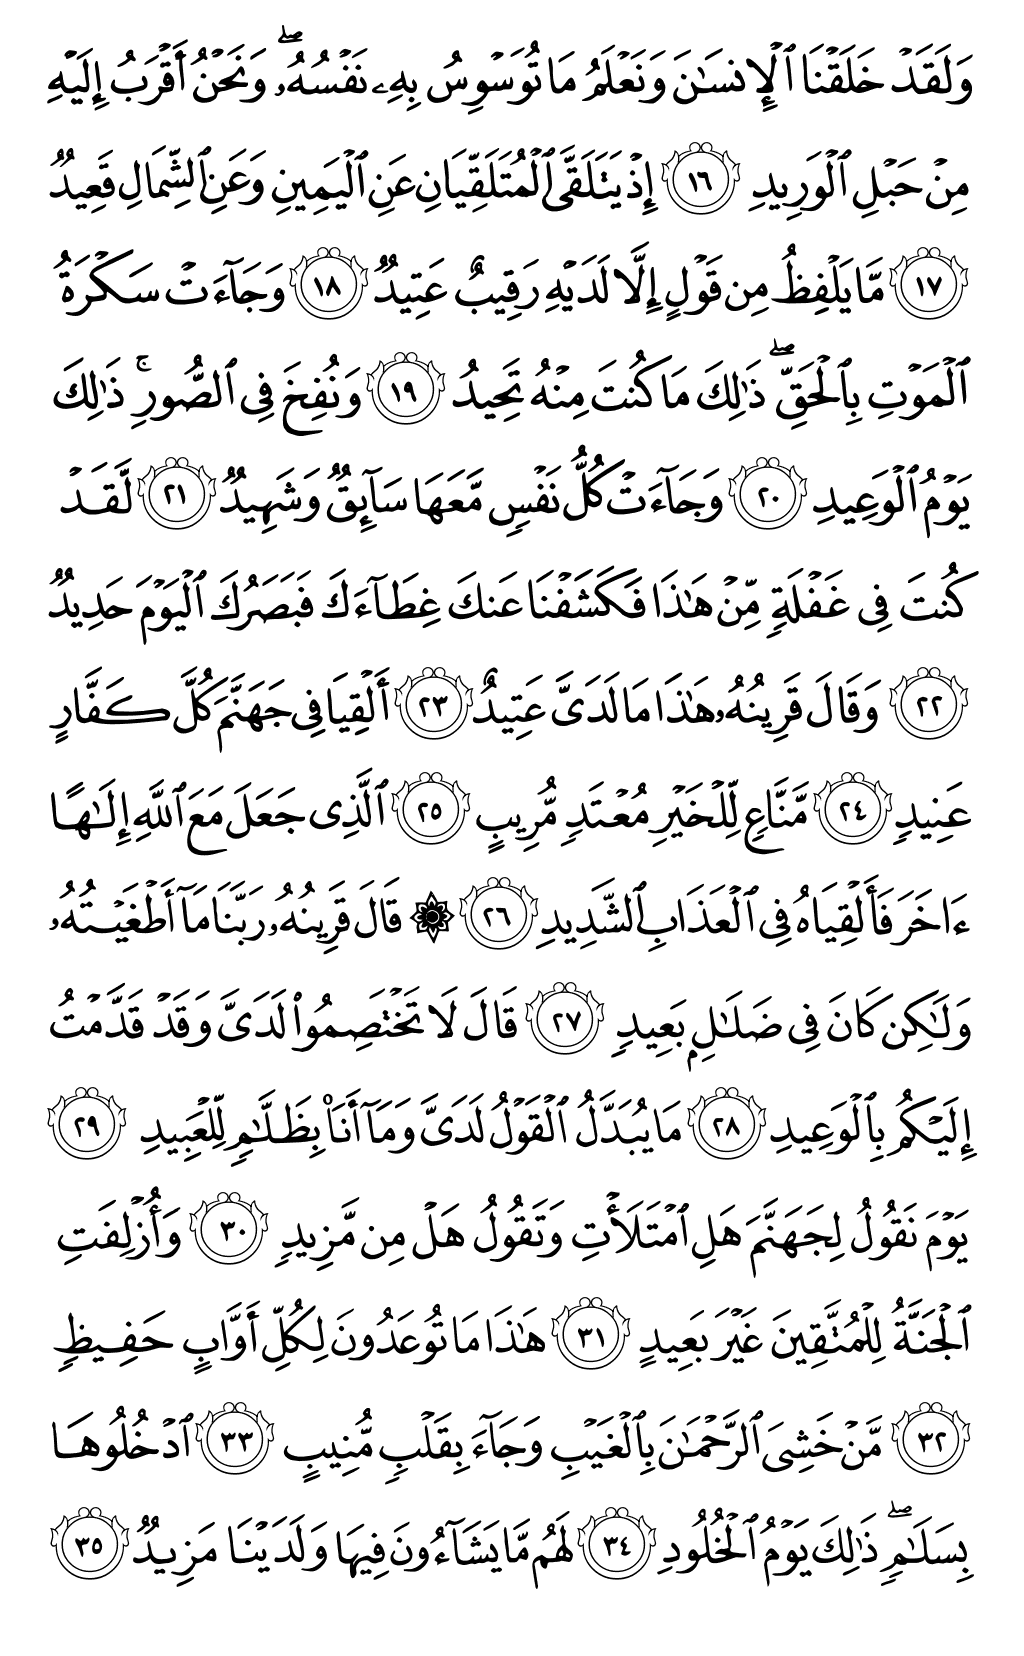 وَلَقَدْ خَلَقْنَا ٱلْإِنسَـٰنَ وَنَعْلَمُ مَا تُوَسْوِسُ بِهِۦ نَفْسُهُۥ ۖ وَنَحْنُ أَقْرَبُ إِلَيْهِ
مِنْ حَبْلِ ٱلْوَرِيدِ ١٦ إِذْ يَتَلَقَّى ٱلْمُتَلَقِّيَانِ عَنِ ٱلْيَمِينِ وَعَنِ ٱلشِّمَالِ قَعِيدٌ
١٧ مَّا يَلْفِظُ مِن قَوْلٍ إِلَّا لَدَيْهِ رَقِيبٌ عَتِيدٌ ١٨ وَجَآءَتْ سَكْرَةُ
ٱلْمَوْتِ بِٱلْحَقِّ ۖ ذَٰلِكَ مَا كُنتَ مِنْهُ تَحِيدُ ١٩ وَنُفِخَ فِى ٱلصُّورِ ۚ ذَٰلِكَ
يَوْمُ ٱلْوَعِيدِ ٢٠ وَجَآءَتْ كُلُّ نَفْسٍ مَّعَهَا سَآئِقٌ وَشَهِيدٌ ٢١ لَّقَدْ
كُنتَ فِى غَفْلَةٍ مِّنْ هَـٰذَا فَكَشَفْنَا عَنكَ غِطَآءَكَ فَبَصَرُكَ ٱلْيَوْمَ حَدِيدٌ
٢٢ وَقَالَ قَرِينُهُۥ هَـٰذَا مَا لَدَىَّ عَتِيدٌ ٢٣ أَلْقِيَا فِى جَهَنَّمَ كُلَّ كَفَّارٍ
عَنِيدٍ ٢٤ مَّنَّاعٍ لِّلْخَيْرِ مُعْتَدٍ مُّرِيبٍ ٢٥ ٱلَّذِى جَعَلَ مَعَ ٱللَّهِ إِلَـٰهًا
ءَاخَرَ فَأَلْقِيَاهُ فِى ٱلْعَذَابِ ٱلشَّدِيدِ ٢٦ ۞ قَالَ قَرِينُهُۥ رَبَّنَا مَآ أَطْغَيْتُهُۥ
وَلَـٰكِن كَانَ فِى ضَلَـٰلٍۭ بَعِيدٍ ٢٧ قَالَ لَا تَخْتَصِمُوا۟ لَدَىَّ وَقَدْ قَدَّمْتُ
إِلَيْكُم بِٱلْوَعِيدِ ٢٨ مَا يُبَدَّلُ ٱلْقَوْلُ لَدَىَّ وَمَآ أَنَا۠ بِظَلَّـٰمٍ لِّلْعَبِيدِ ٢٩
يَوْمَ نَقُولُ لِجَهَنَّمَ هَلِ ٱمْتَلَأْتِ وَتَقُولُ هَلْ مِن مَّزِيدٍ ٣٠ وَأُزْلِفَتِ
ٱلْجَنَّةُ لِلْمُتَّقِينَ غَيْرَ بَعِيدٍ ٣١ هَـٰذَا مَا تُوعَدُونَ لِكُلِّ أَوَّابٍ حَفِيظٍ
٣٢ مَّنْ خَشِىَ ٱلرَّحْمَـٰنَ بِٱلْغَيْبِ وَجَآءَ بِقَلْبٍ مُّنِيبٍ ٣٣ ٱدْخُلُوهَا
بِسَلَـٰمٍ ۖ ذَٰلِكَ يَوْمُ ٱلْخُلُودِ ٣٤ لَهُم مَّا يَشَآءُونَ فِيهَا وَلَدَيْنَا مَزِيدٌ ٣٥